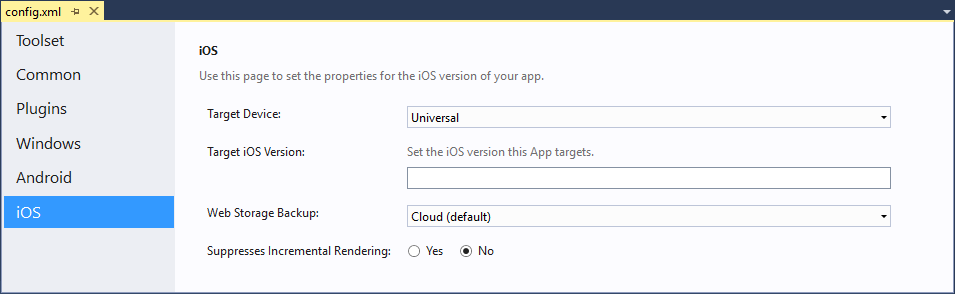 config.xml
Toolset
Common
Plugins
Windows
Android
iOS
iOS
Use this page to set the properties for the iOS version of your app.
Target Device:
Universal
Target iOS Version:
Set the iOS version this App targets.
Web Storage Backup:
Cloud (default)
Suppresses Incremental Rendering:
Yes
No